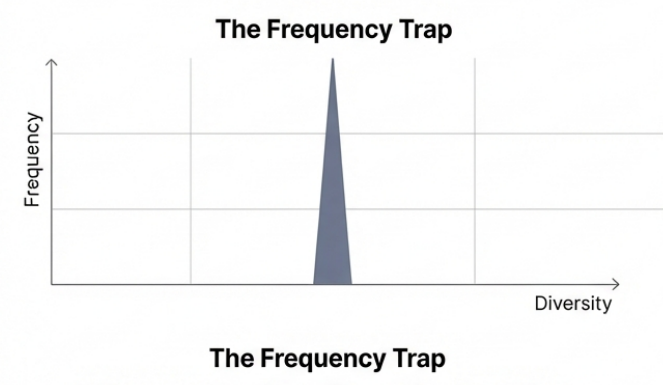 The Frequency Trap
Frequency
Diversity
The Frequency Trap